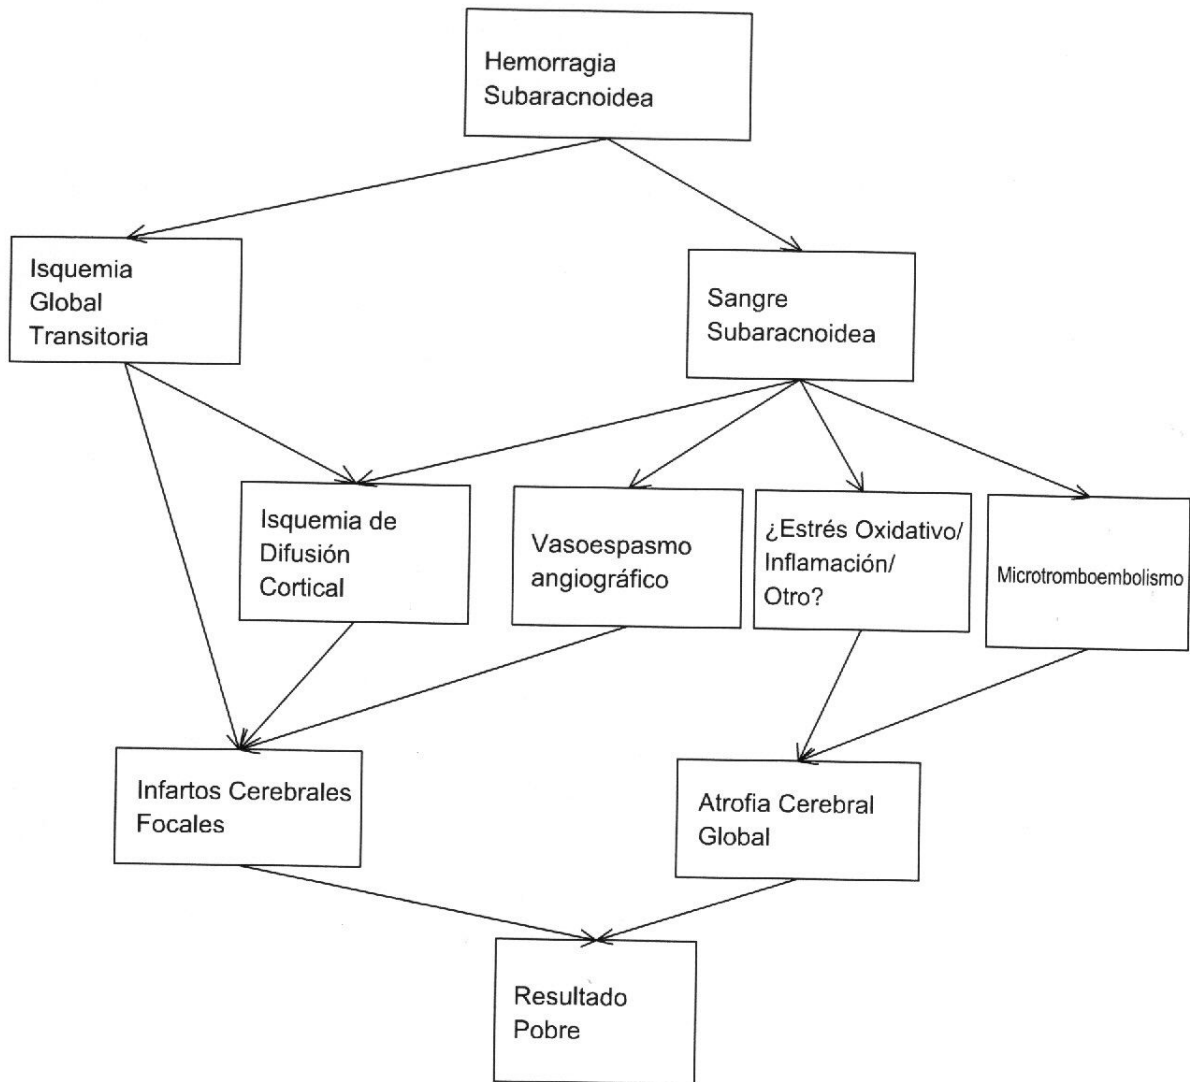 Hemorragia
Subaracnoidea
Isquemia
Global
Transitoria
Sangre
Subaracnoidea
Isquemia de
Difusión
Cortical
Vasoespasmo
angiográfico
¿Estrés Oxidativo/
Inflamación/
Otro?
Microtromboembolismo
Infartos Cerebrales
Focales
Atrofia Cerebral
Global
Resultado
Pobre